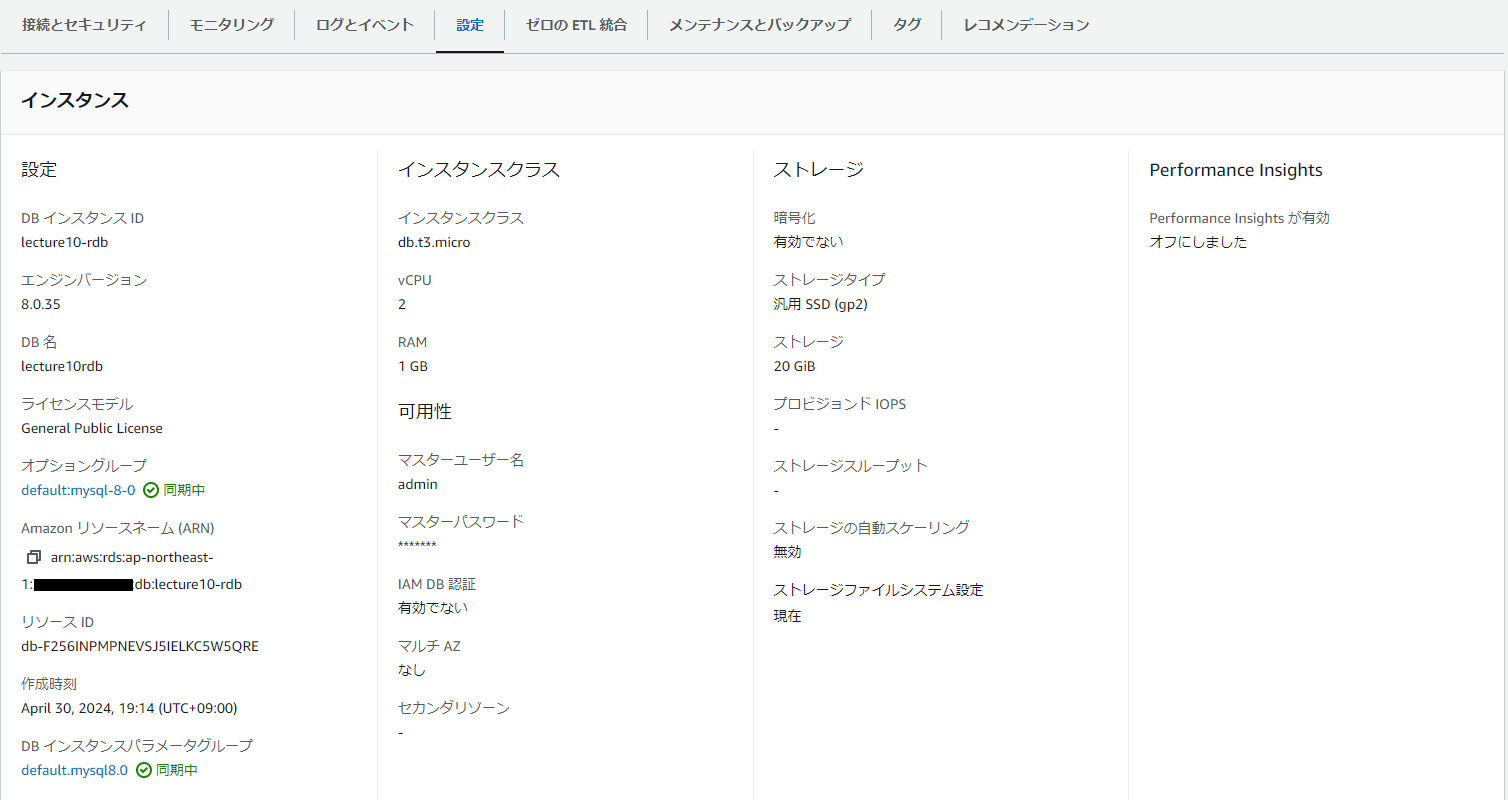 接続とセキュリティ
モニタリング
ログとイベント
設定
ゼロの ETL 統合
メンテナンスとバックアップ
タグ
レコメンデーション
インスタンス
設定
DB インスタンス ID
lecture10-rdb
エンジンバージョン
8.0.35
DB 名
lecture10rdb
ライセンスモデル
General Public License
オプショングループ
default:mysql-8-0 同期中
Amazon リソースネーム (ARN)
arn:aws:rds:ap-northeast-
1: db:lecture10-rdb
リソース ID
db-F256INPMPNEVSJ5IELKC5W5QRE
作成時刻
April 30, 2024, 19:14 (UTC+09:00)
DB インスタンスパラメータグループ
default.mysql8.0 同期中
インスタンスクラス
インスタンスクラス
db.t3.micro
vCPU
2
RAM
1 GB
可用性
マスターユーザー名
admin
マスターパスワード
*******
IAM DB 認証
有効でない
マルチ AZ
なし
セカンダリゾーン
-
ストレージ
暗号化
有効でない
ストレージタイプ
汎用 SSD (gp2)
ストレージ
20 GiB
プロビジョンド IOPS
-
ストレージスループット
-
ストレージの自動スケーリング
無効
ストレージファイルシステム設定
現在
Performance Insights
Performance Insights が有効
オフにしました